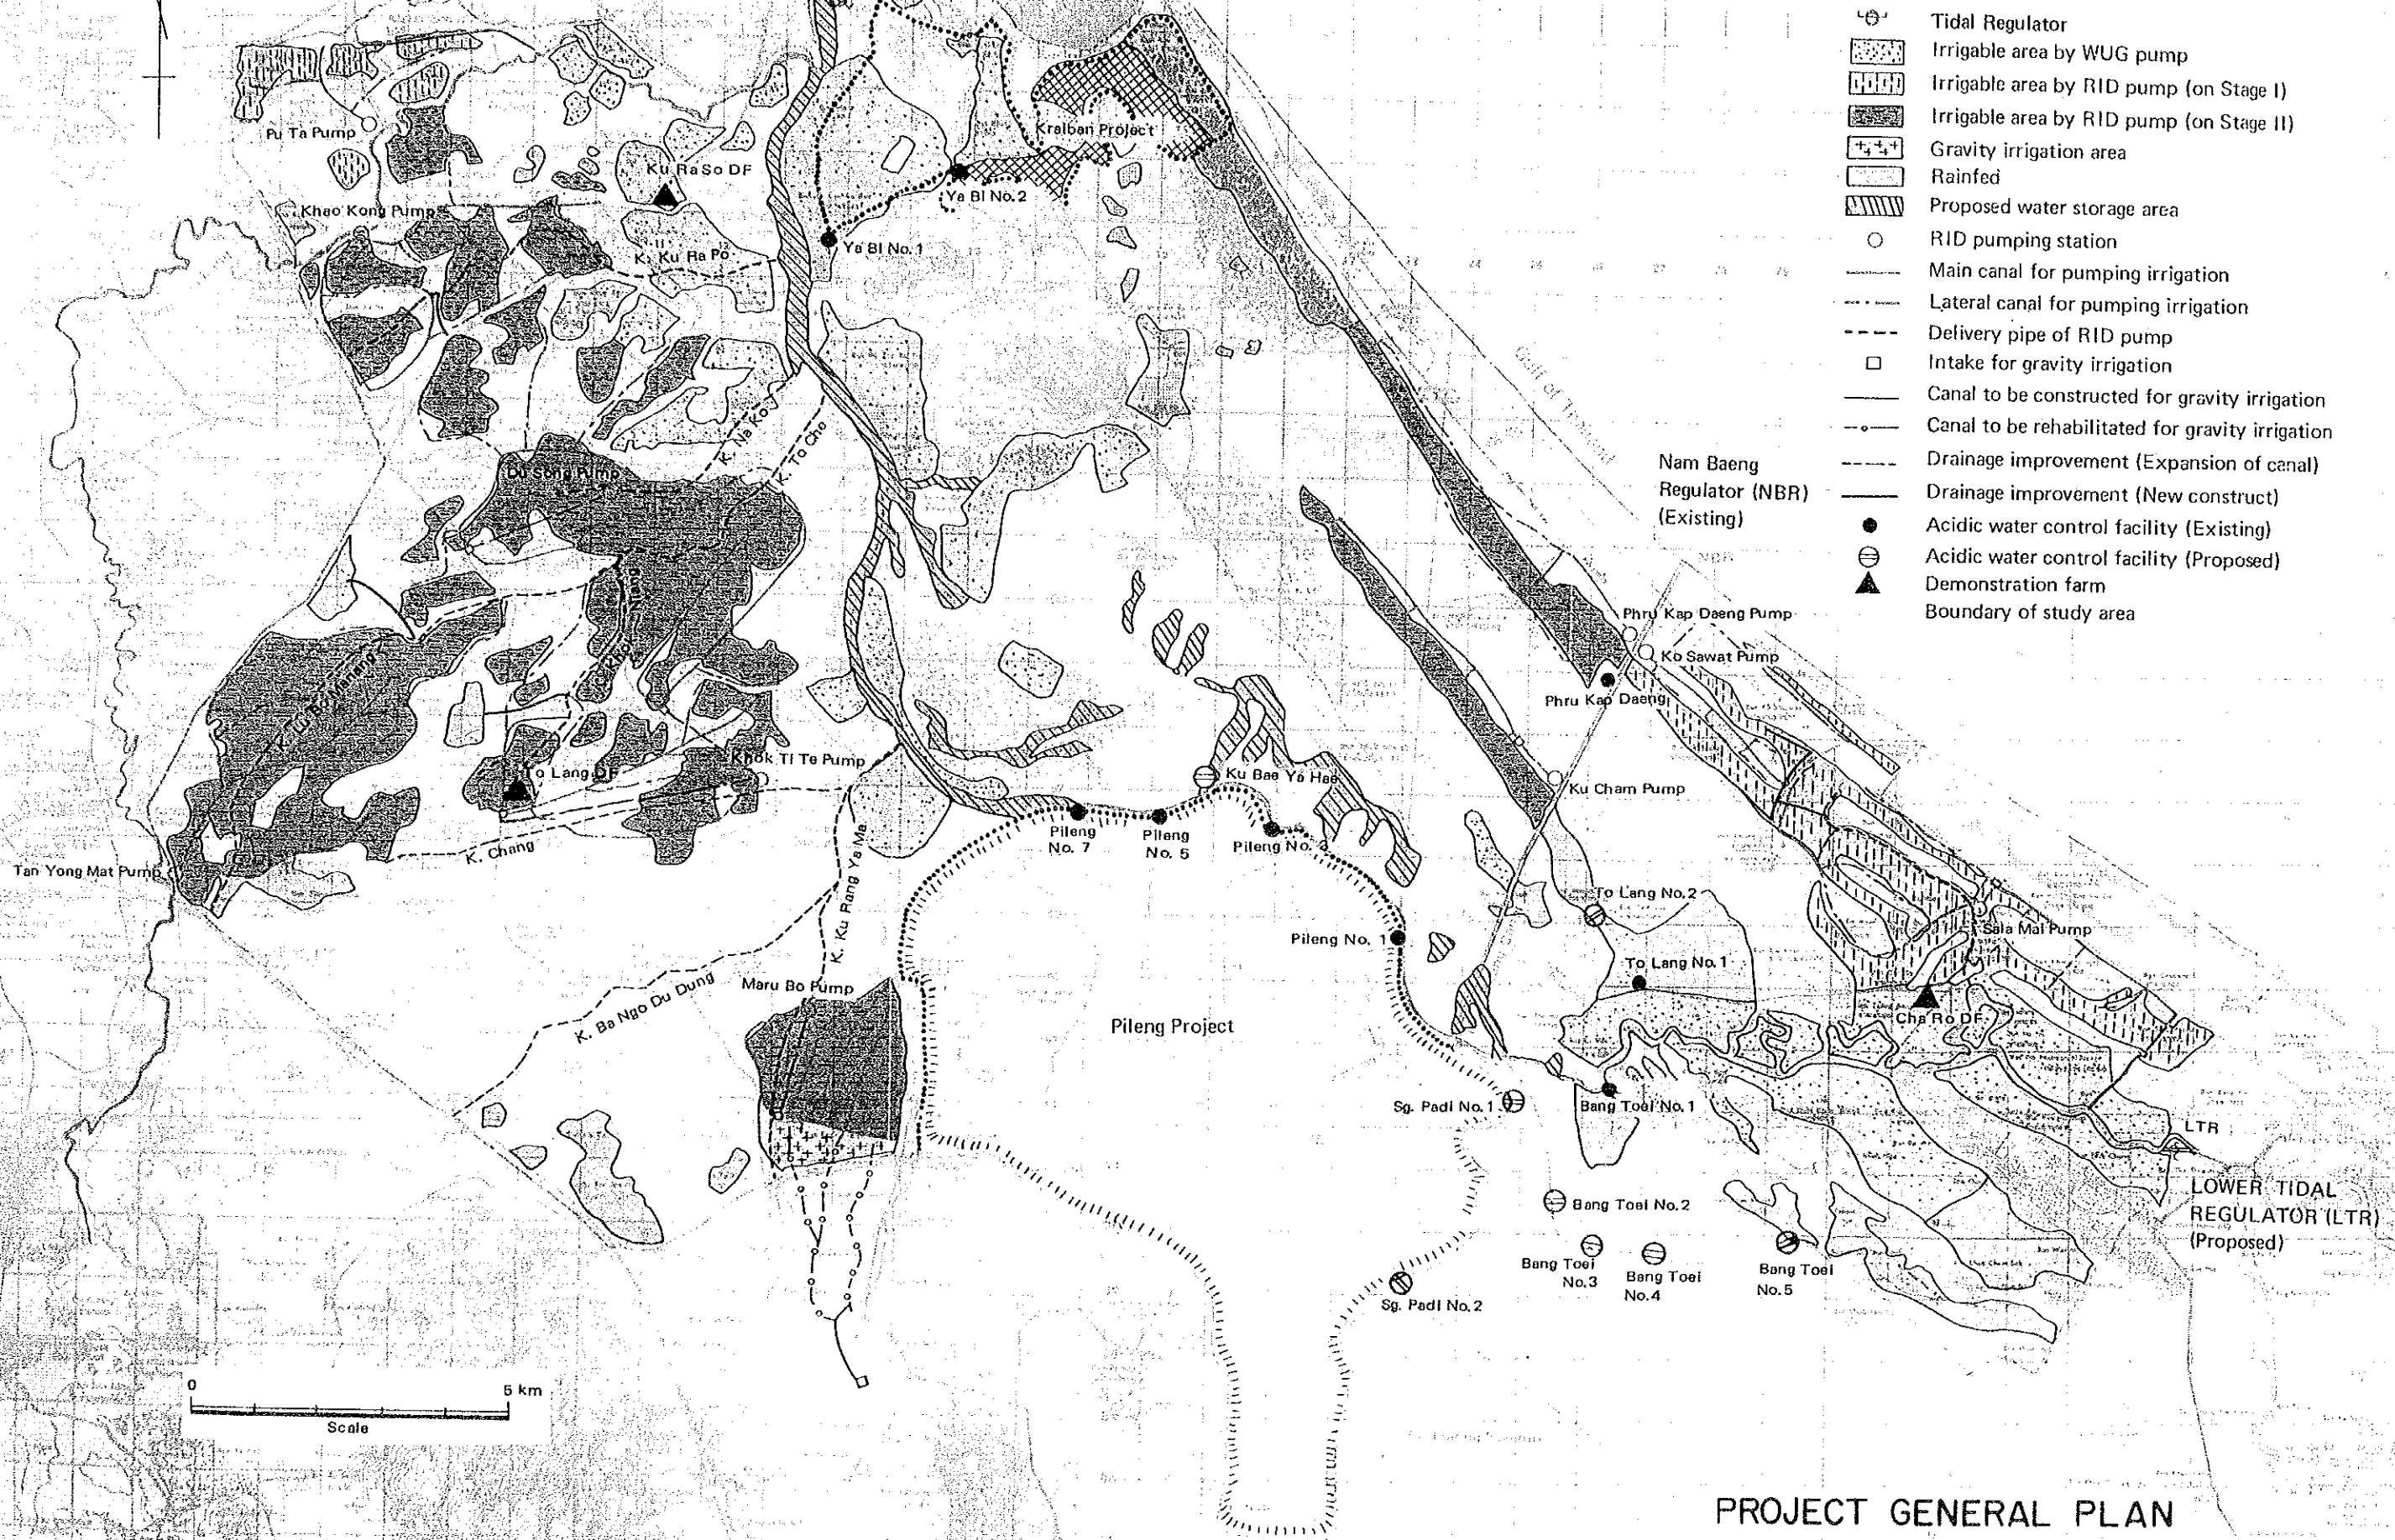 Tidal Regulator
Irrigable area by WUG pump
Irrigable area by RID pump (on Stage I)
Irrigable area by RID pump (on Stage II)
Gravity irrigation area
Rainfed
Proposed water storage area
RID pumping station
Main canal for pumping irrigation
Lateral canal for pumping irrigation
Delivery pipe of RID pump
Intake for gravity irrigation
Canal to be constructed for gravity irrigation
Canal to be rehabilitated for gravity irrigation
Drainage improvement (Expansion of canal)
Drainage improvement (New construct)
Acidic water control facility (Existing)
Acidic water control facility (Proposed)
Demonstration farm
Boundary of study area
Pu Ta Pump
Kralban Project
Ku Ra So DF
Ya BI No. 2
Khao Kong Pump
Ya BI No. 1
K. Ku Ra Po
Gulf of Thailand
K. Na Ko
K. To Che
Du Song Pump
Nam Baeng
Regulator (NBR)
(Existing)
NBR
Phru Kap Daeng Pump
Ko Sawat Pump
Phru Kap Daeng
To Lang DF
Khok Ti Te Pump
Ku Bae Ya Hae
Ku Cham Pump
Pileng
No. 7
Pileng
No. 5
Pileng No. 3
K. Chang
Tan Yong Mat Pump
K. Ku Rang Ya Ma
To Lang No. 2
Pileng No. 1
Sala Mai Pump
To Lang No. 1
K. Ba Ngo Du Dung
Maru Bo Pump
Pileng Project
Cha Ro DF
Sg. Padi No. 1
Bang Toei No. 1
LTR
LOWER TIDAL
REGULATOR (LTR)
(Proposed)
Bang Toei No. 2
Bang Toei
No. 3
Bang Toei
No. 4
Bang Toei
No. 5
Sg. Padi No. 2
0 5 km
Scale
PROJECT GENERAL PLAN